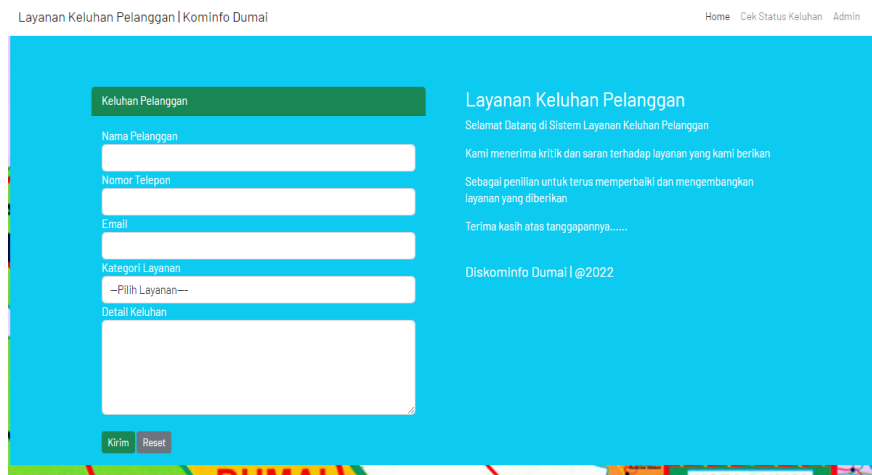 Layanan Keluhan Pelanggan | Kominfo Dumai
Home Cek Status Keluhan Admin
Keluhan Pelanggan
Nama Pelanggan
Nomor Telepon
Email
Kategori Layanan
--Pilih Layanan---
Detail Keluhan
Kirim Reset
Layanan Keluhan Pelanggan
Selamat Datang di Sistem Layanan Keluhan Pelanggan
Kami menerima kritik dan saran terhadap layanan yang kami berikan
Sebagai penilian untuk terus memperbaiki dan mengembangkan
layanan yang diberikan
Terima kasih atas tanggapannya......
Diskominfo Dumai | @2022
DUMAI